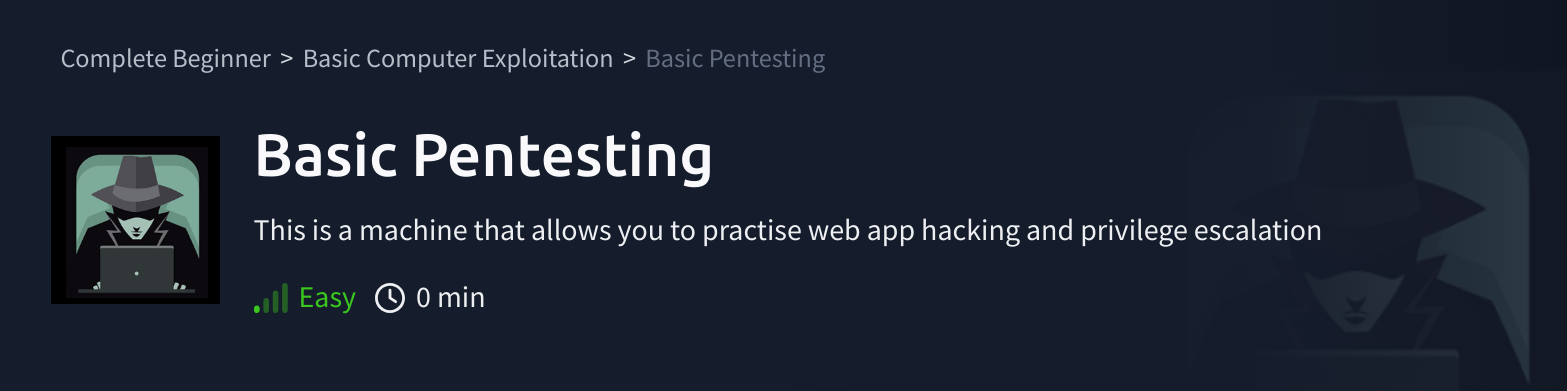 Complete Beginner > Basic Computer Exploitation > Basic Pentesting
Basic Pentesting
This is a machine that allows you to practise web app hacking and privilege escalation
Easy 0 min